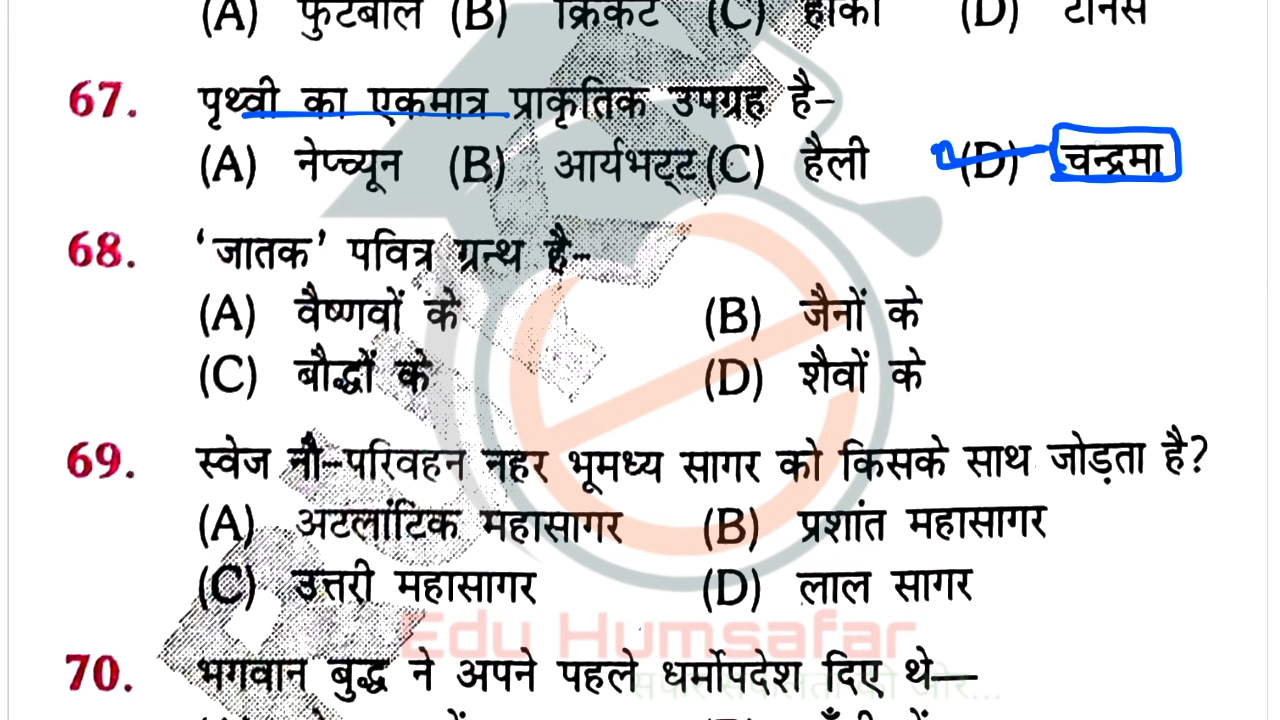 (A) फुटबॉल (B) क्रिकेट (C) हॉकी (D) टेनिस
67. पृथ्वी का एकमात्र प्राकृतिक उपग्रह है–
(A) नेप्च्यून (B) आर्यभट्ट (C) हैली (D) चन्द्रमा
68. ‘जातक’ पवित्र ग्रन्थ है–
(A) वैष्णवों के (B) जैनों के
(C) बौद्धों के (D) शैवों के
69. स्वेज नौ–परिवहन नहर भूमध्य सागर को किसके साथ जोड़ता है?
(A) अटलांटिक महासागर (B) प्रशांत महासागर
(C) उत्तरी महासागर (D) लाल सागर
Edu Humsafar
70. भगवान बुद्ध ने अपने पहले धर्मोपदेश दिए थे—